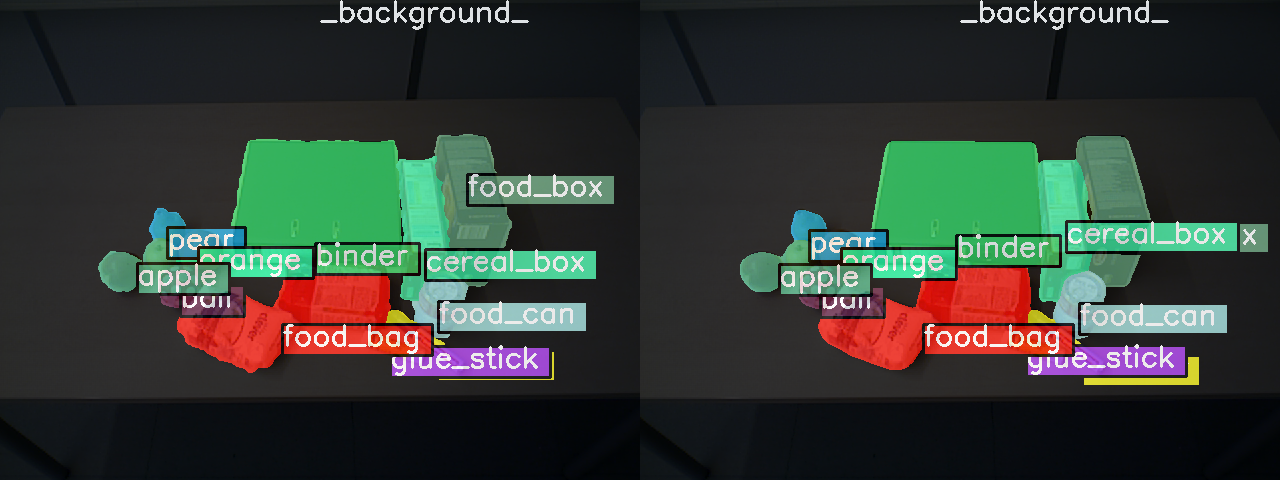 _background_
food_box
pear
orange
binder
cereal_box
apple
ball
food_can
food_bag
glue_stick
_background_
cereal_box
x
pear
orange
binder
apple
ball
food_can
food_bag
glue_stick